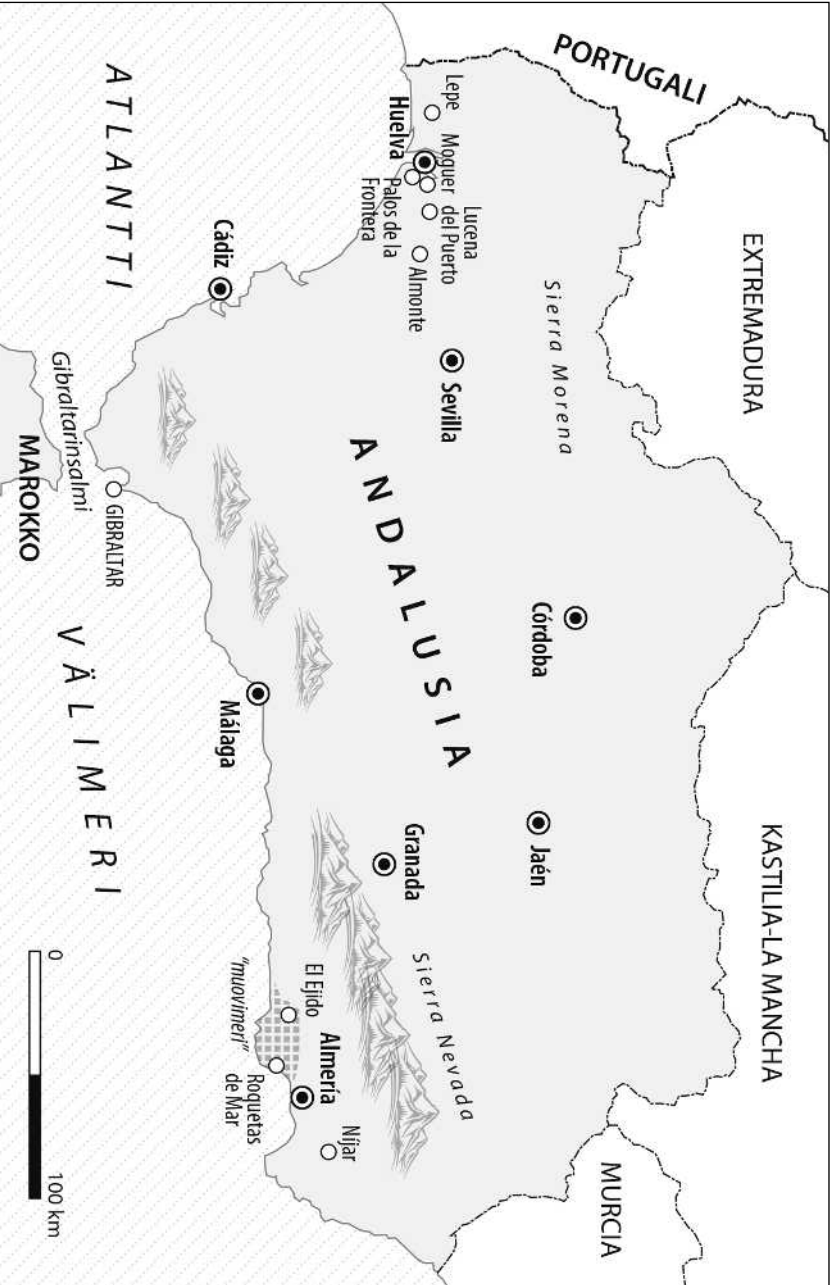 PORTUGALI
EXTREMADURA
KASTILIA-LA MANCHA
MURCIA
Sierra Morena
Córdoba
Jaén
Lepe
Huelva
Moguer
Lucena
del Puerto
Palos de la
Frontera
Almonte
Sevilla
ANDALUSIA
Granada
Sierra Nevada
Cádiz
Málaga
El Ejido
Almería
Níjar
"muovimeri"
Roquetas
de Mar
ATLANTTI
Gibraltarinsalmi
GIBRALTAR
MAROKKO
VÄLIMERI
0
100 km